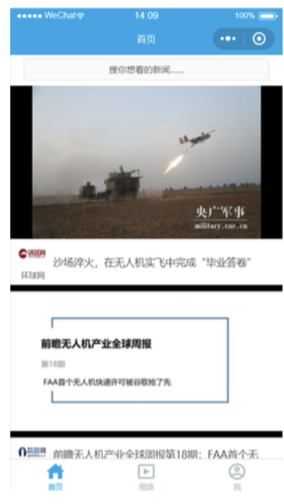 WeChat
14:09
100%
首页
搜你想看的新闻......
央广军事
military.cnr.cn
环球网
沙场淬火，在无人机实飞中完成“毕业答卷”
环球网
前瞻无人机产业全球周报
第18期
FAA首个无人机快递许可被谷歌抢了先
前瞻网
前瞻无人机产业全球周报第18期：FAA首个无
首页
视频
我